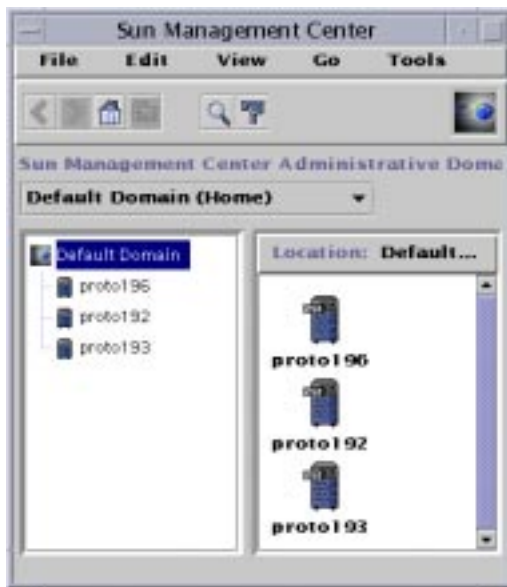 Sun Management Center
File Edit View Go Tools
Sun Management Center Administrative Doma
Default Domain (Home)
Default Domain
proto196
proto192
proto193
Location: Default...
proto196
proto192
proto193